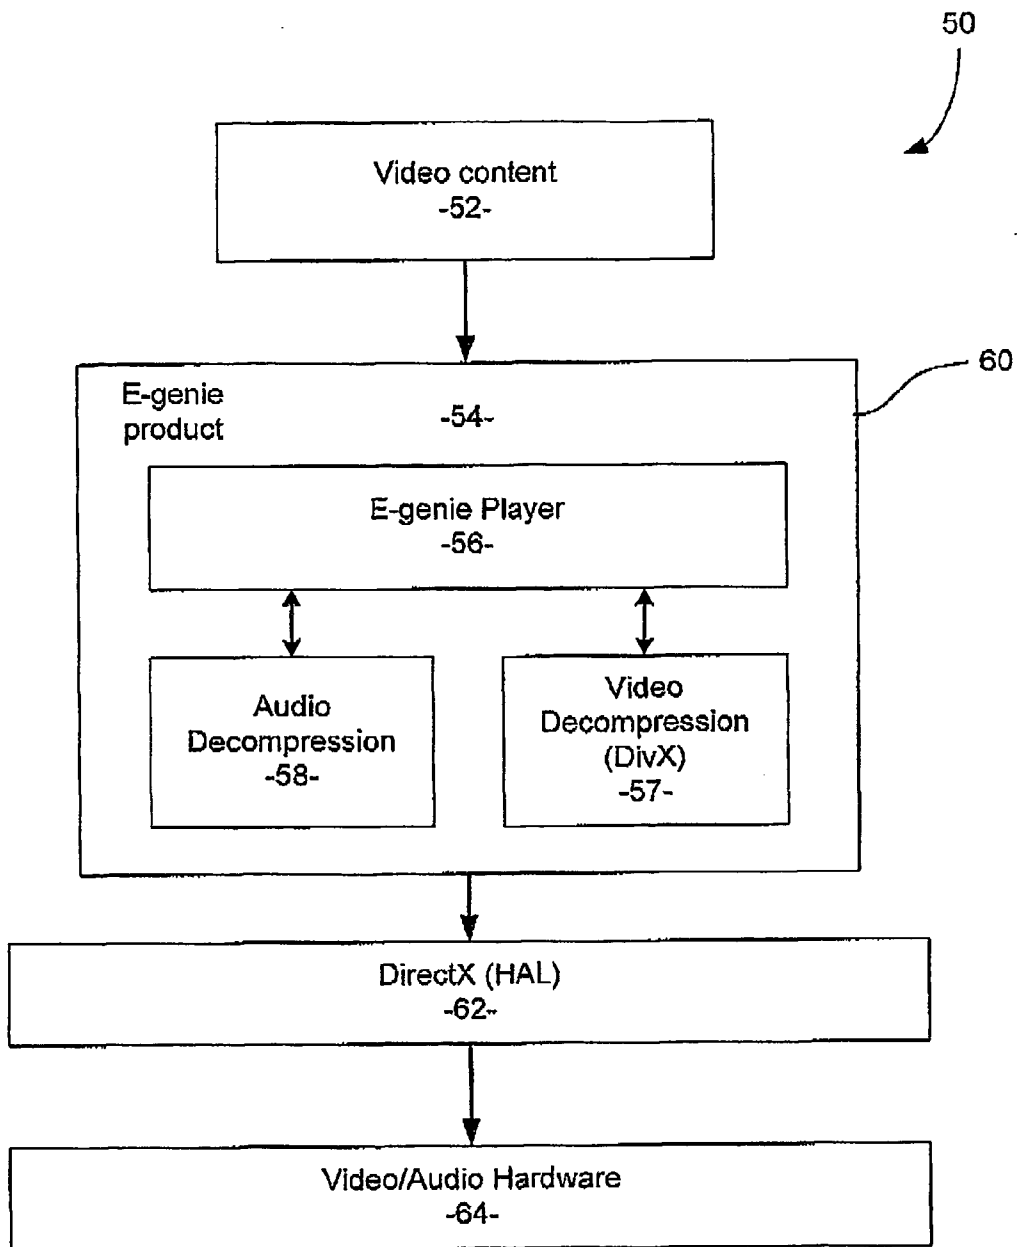 50
Video content
-52-
60
E-genie
product
-54-
E-genie Player
-56-
Audio
Decompression
-58-
Video
Decompression
(DivX)
-57-
DirectX (HAL)
-62-
Video/Audio Hardware
-64-